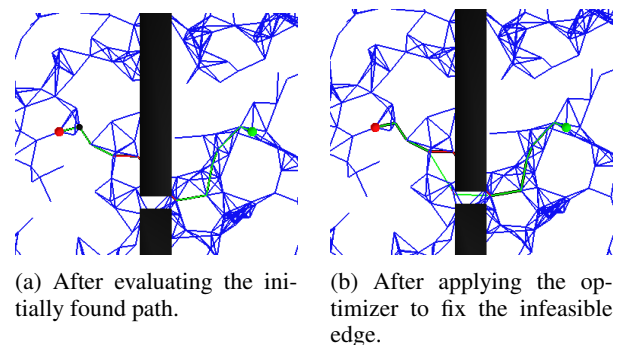 (a) After evaluating the ini-
tially found path.
(b) After applying the op-
timizer to fix the infeasible
edge.